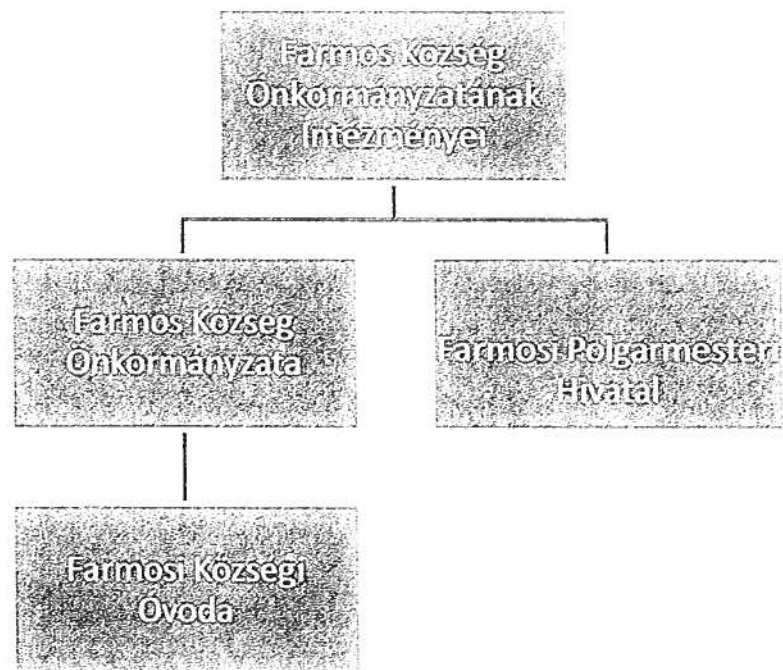 Farmos Község
Önkormányzatának
Intézményei
Farmos Község
Önkormányzata
Farmosi Polgármesteri
Hivatal
Farmosi Községi
Óvoda